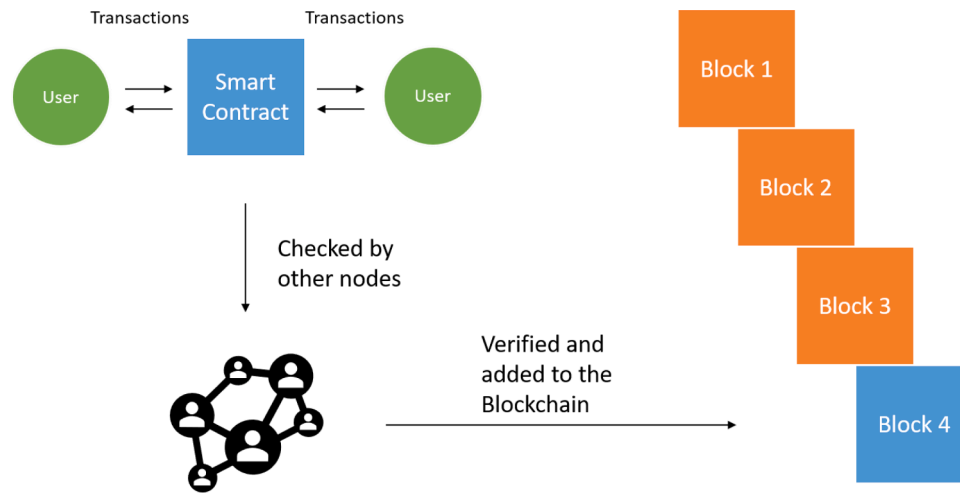 Transactions
Transactions
User
Smart
Contract
User
Checked by
other nodes
Verified and
added to the
Blockchain
Block 1
Block 2
Block 3
Block 4